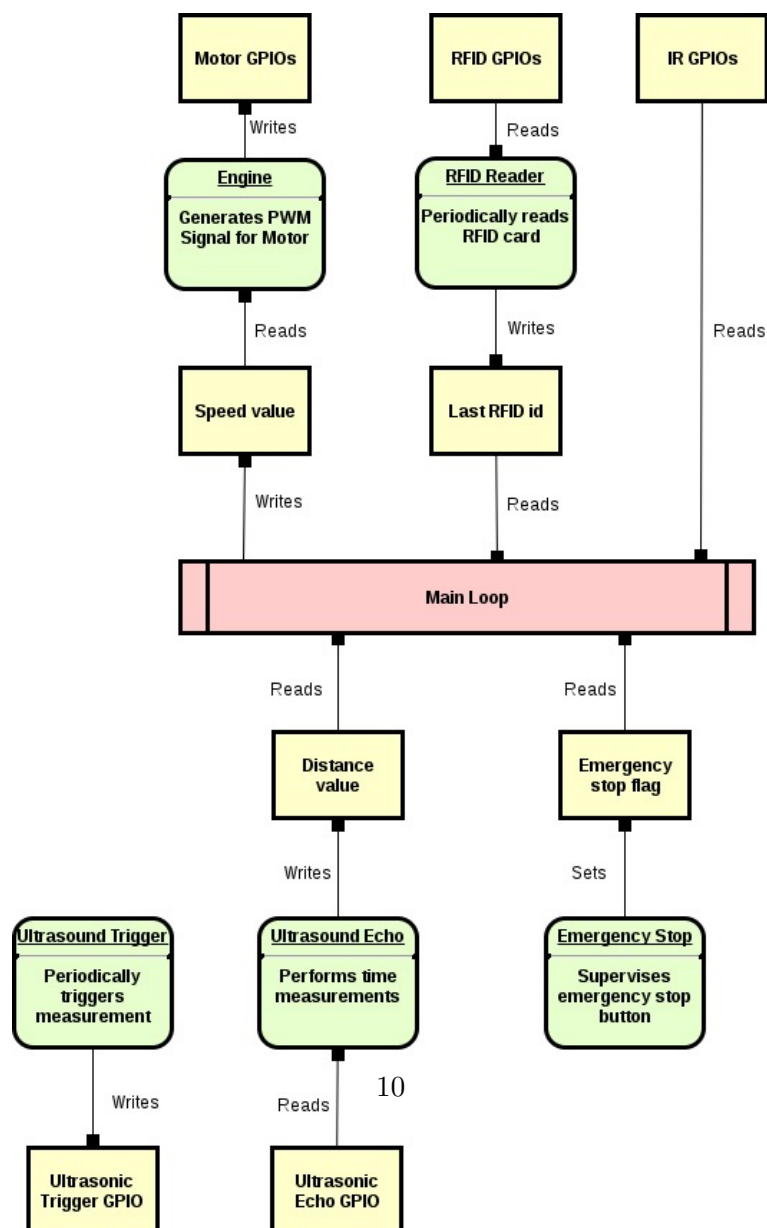 Motor GPIOs
RFID GPIOs
IR GPIOs
Writes
Reads
Engine
Generates PWM
Signal for Motor
RFID Reader
Periodically reads
RFID card
Reads
Writes
Reads
Speed value
Last RFID id
Writes
Reads
Main Loop
Reads
Reads
Distance
value
Emergency
stop flag
Writes
Sets
Ultrasound Trigger
Periodically
triggers
measurement
Ultrasound Echo
Performs time
measurements
Emergency Stop
Supervises
emergency stop
button
Writes
Reads
10
Ultrasonic
Trigger GPIO
Ultrasonic
Echo GPIO